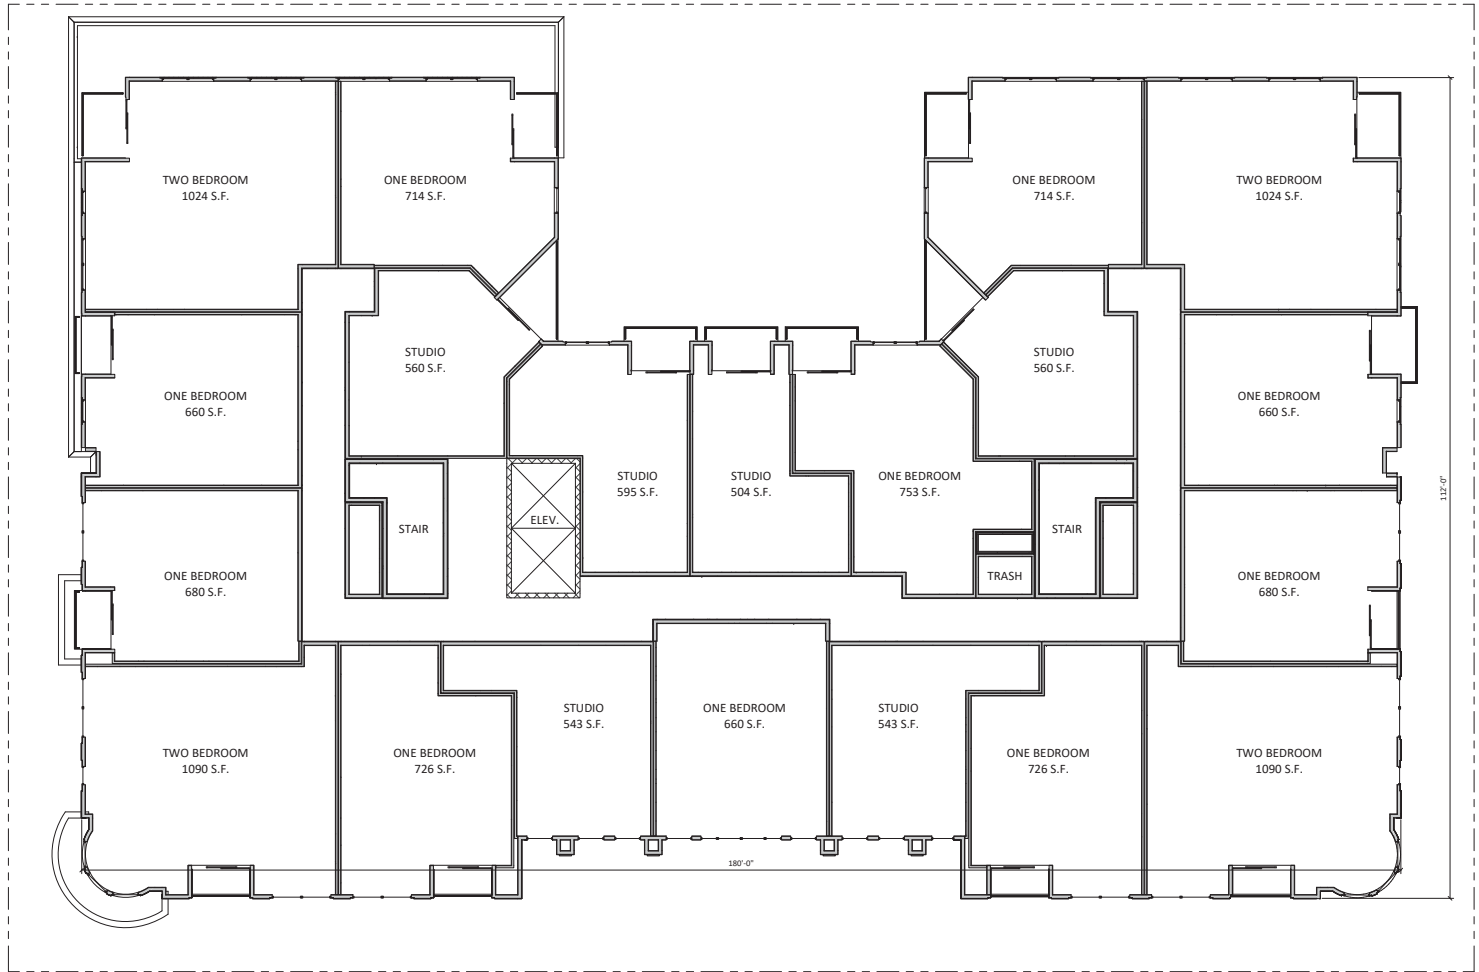 TWO BEDROOM
1024 S.F.
ONE BEDROOM
714 S.F.
ONE BEDROOM
714 S.F.
TWO BEDROOM
1024 S.F.
STUDIO
560 S.F.
STUDIO
560 S.F.
ONE BEDROOM
660 S.F.
ONE BEDROOM
660 S.F.
STUDIO
595 S.F.
STUDIO
504 S.F.
ONE BEDROOM
753 S.F.
112'-0"
STAIR
ELEV.
STAIR
ONE BEDROOM
680 S.F.
TRASH
ONE BEDROOM
680 S.F.
STUDIO
543 S.F.
ONE BEDROOM
660 S.F.
STUDIO
543 S.F.
TWO BEDROOM
1090 S.F.
ONE BEDROOM
726 S.F.
ONE BEDROOM
726 S.F.
TWO BEDROOM
1090 S.F.
180'-0"